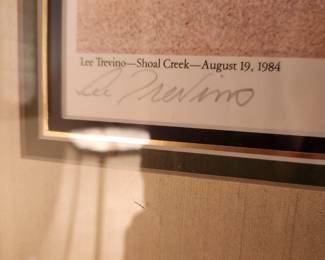 Lee Trevino—Shoal Creek—August 19, 1984
Lee Trevino